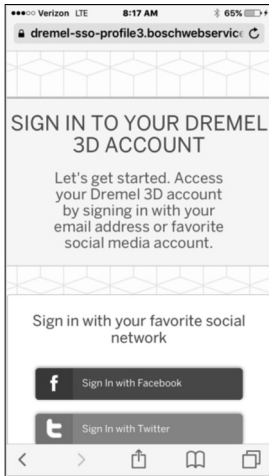 Verizon LTE 8:17 AM 65%
dremel-sso-profile3.boschwebservic
SIGN IN TO YOUR DREMEL
3D ACCOUNT
Let's get started. Access
your Dremel 3D account
by signing in with your
email address or favorite
social media account.
Sign in with your favorite social
network
f Sign In with Facebook
t Sign In with Twitter